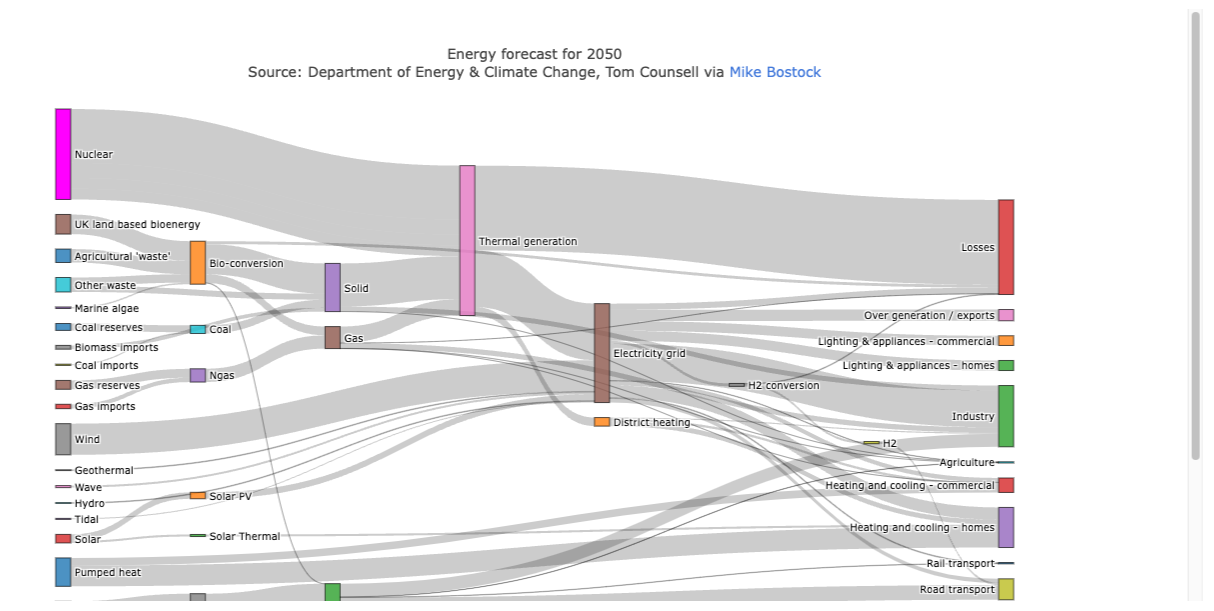 Energy forecast for 2050
Source: Department of Energy & Climate Change, Tom Counsell via Mike Bostock
Nuclear
UK land based bioenergy
Agricultural 'waste'
Other waste
Marine algae
Coal reserves
Biomass imports
Coal imports
Gas reserves
Gas imports
Wind
Geothermal
Wave
Hydro
Tidal
Solar
Pumped heat
Bio-conversion
Coal
Ngas
Solar PV
Solar Thermal
Solid
Gas
Thermal generation
Electricity grid
District heating
H2 conversion
H2
Losses
Over generation / exports
Lighting & appliances - commercial
Lighting & appliances - homes
Industry
Agriculture
Heating and cooling - commercial
Heating and cooling - homes
Rail transport
Road transport